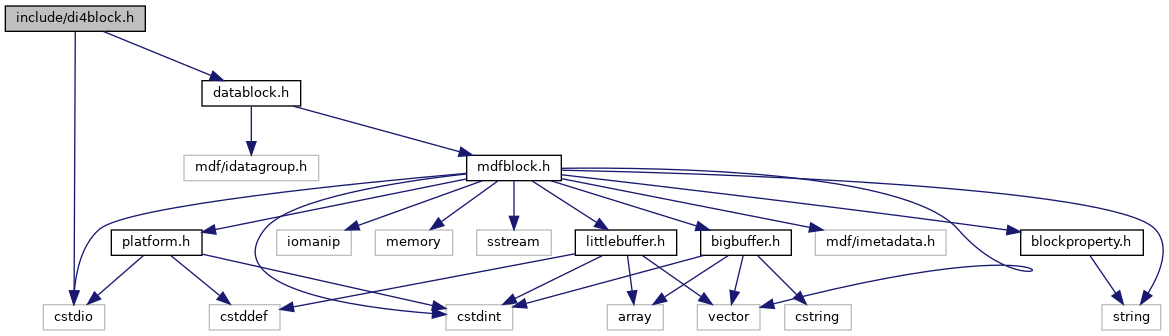 include/di4block.h
datablock.h
mdf/idatagroup.h
mdfblock.h
platform.h
iomanip
memory
sstream
littlebuffer.h
bigbuffer.h
mdf/imetadata.h
blockproperty.h
cstdio
cstddef
cstdint
array
vector
cstring
string